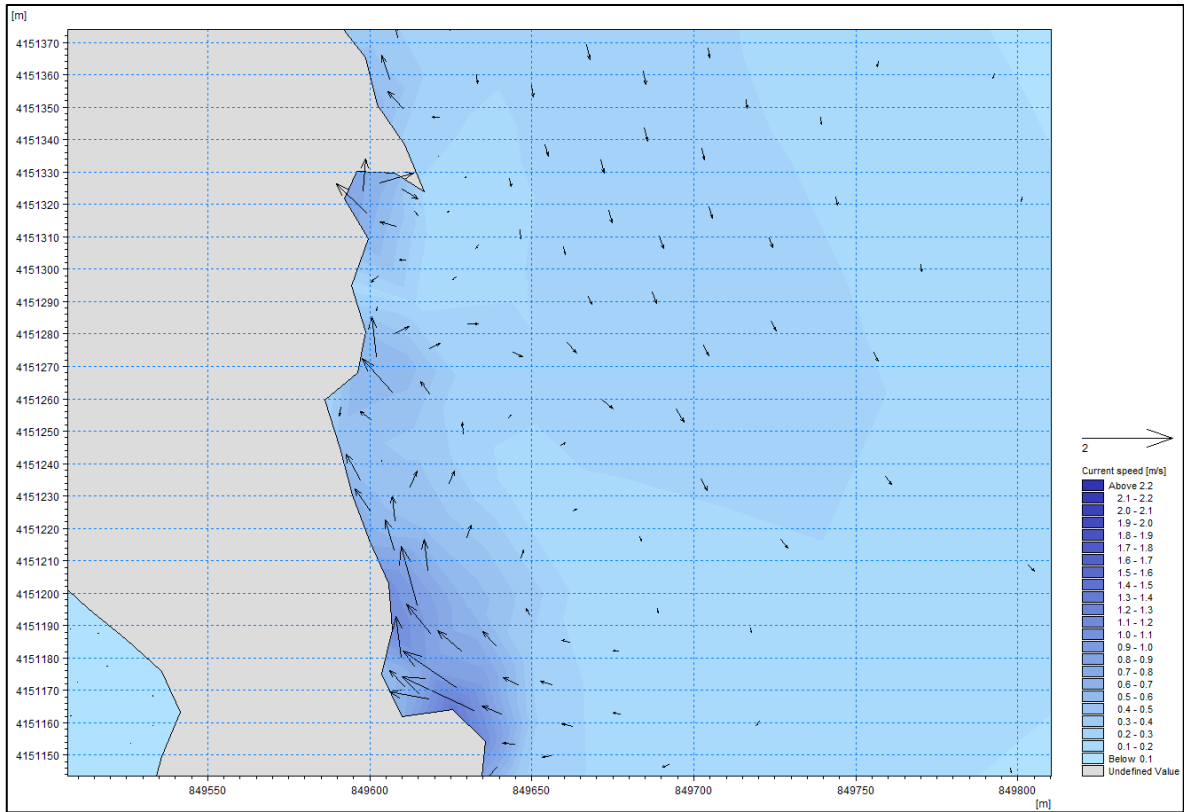 [m]
4151370
4151360
4151350
4151340
4151330
4151320
4151310
4151300
4151290
4151280
4151270
4151260
4151250
4151240
4151230
4151220
4151210
4151200
4151190
4151180
4151170
4151160
4151150
849550
849600
849650
849700
849750
849800
[m]
2
Current speed [m/s]
Above 2.2
2.1 - 2.2
2.0 - 2.1
1.9 - 2.0
1.8 - 1.9
1.7 - 1.8
1.6 - 1.7
1.5 - 1.6
1.4 - 1.5
1.3 - 1.4
1.2 - 1.3
1.1 - 1.2
1.0 - 1.1
0.9 - 1.0
0.8 - 0.9
0.7 - 0.8
0.6 - 0.7
0.5 - 0.6
0.4 - 0.5
0.3 - 0.4
0.2 - 0.3
0.1 - 0.2
Below 0.1
Undefined Value